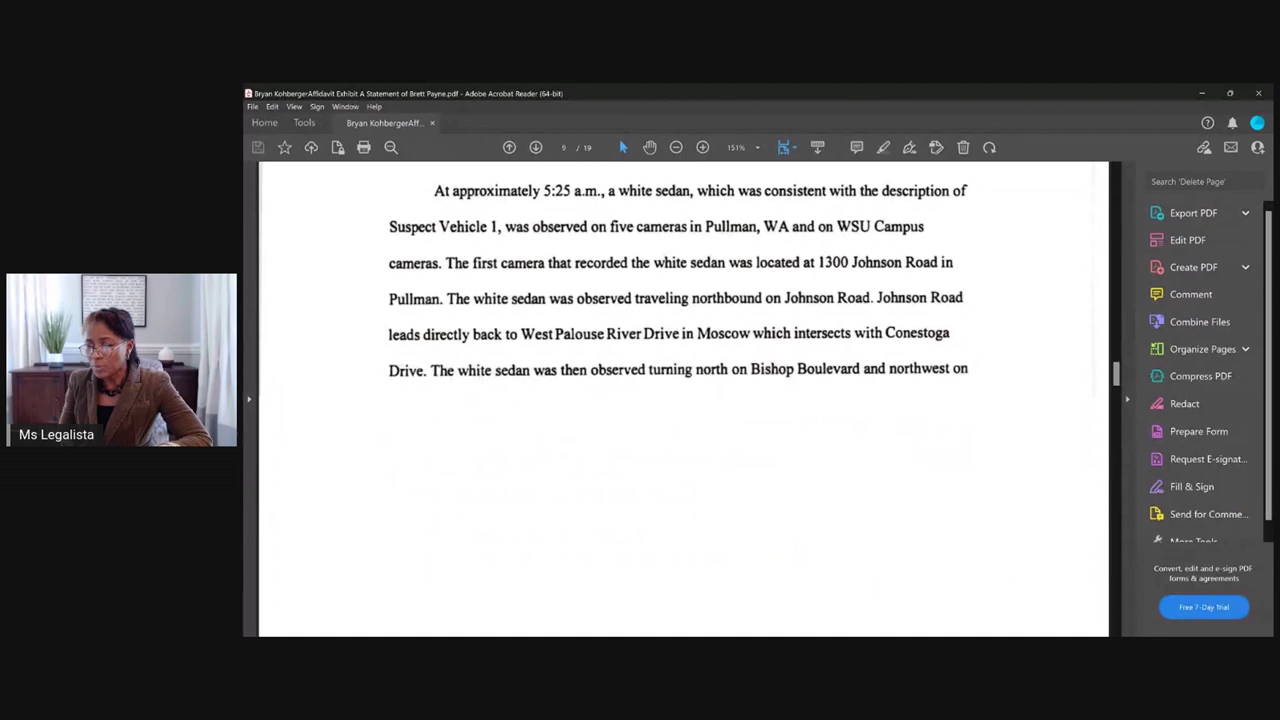 Bryan KohbergerAffidavit Exhibit A Statement of Brett Payne.pdf - Adobe Acrobat Reader (64-bit)
File Edit View Sign Window Help
Home Tools Bryan KohbergerAff... ×
9 / 19 151%
At approximately 5:25 a.m., a white sedan, which was consistent with the description of
Suspect Vehicle 1, was observed on five cameras in Pullman, WA and on WSU Campus
cameras. The first camera that recorded the white sedan was located at 1300 Johnson Road in
Pullman. The white sedan was observed traveling northbound on Johnson Road. Johnson Road
leads directly back to West Palouse River Drive in Moscow which intersects with Conestoga
Drive. The white sedan was then observed turning north on Bishop Boulevard and northwest on
Search 'Delete Page'
Export PDF
Edit PDF
Create PDF
Comment
Combine Files
Organize Pages
Compress PDF
Redact
Prepare Form
Request E-signat...
Fill & Sign
Send for Comme...
More Tools
Convert, edit and e-sign PDF
forms & agreements
Free 7-Day Trial
Ms Legalista